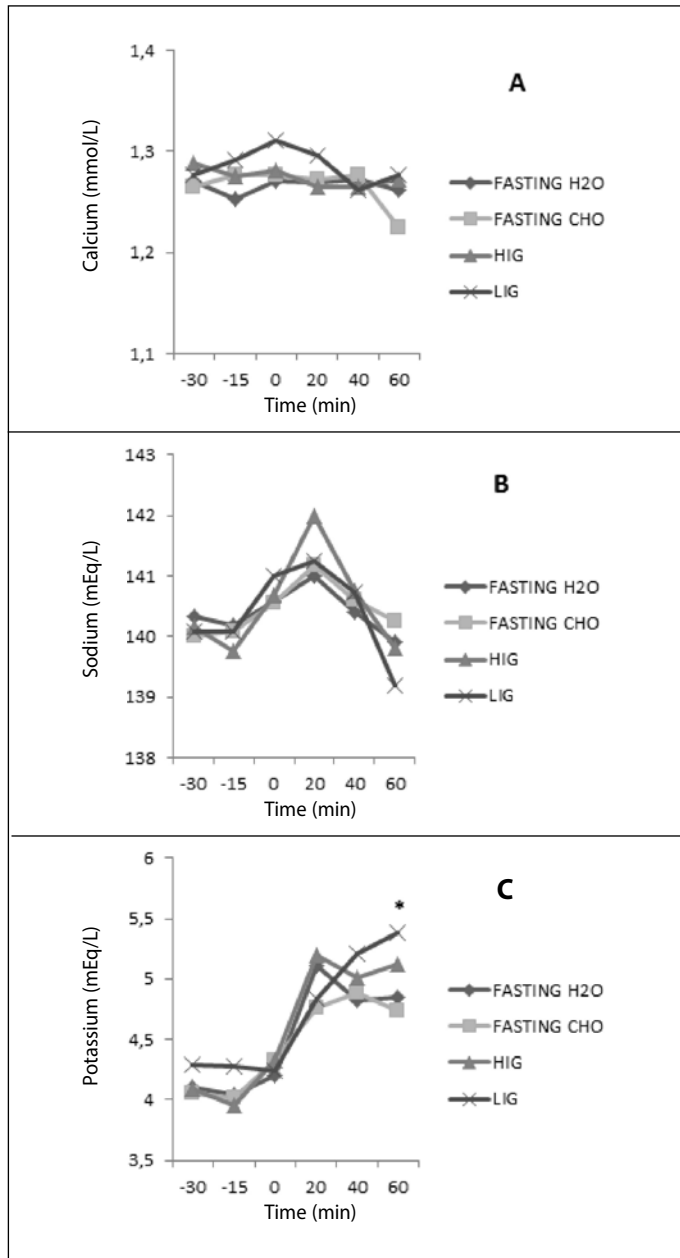 1,4
1,3
1,2
1,1
Calcium (mmol/L)
-30 -15 0 20 40 60
Time (min)
A
FASTING H2O
FASTING CHO
HIG
LIG
143
142
141
140
139
138
Sodium (mEq/L)
-30 -15 0 20 40 60
Time (min)
B
FASTING H2O
FASTING CHO
HIG
LIG
6
5,5
5
4,5
4
3,5
Potassium (mEq/L)
-30 -15 0 20 40 60
Time (min)
C
*
FASTING H2O
FASTING CHO
HIG
LIG